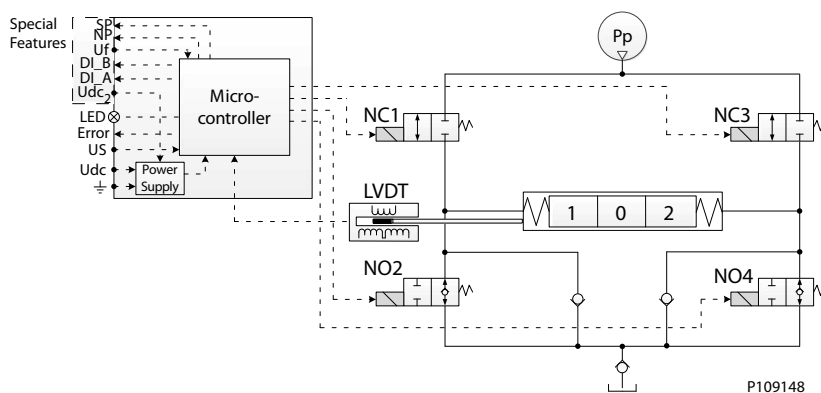 Special
Features
SP
NP
Uf
DI_B
DI_A
Udc2
LED
Error
US
Udc
Micro-
controller
Power
Supply
Pp
NC1
NC3
LVDT
1 0 2
NO2
NO4
P109148